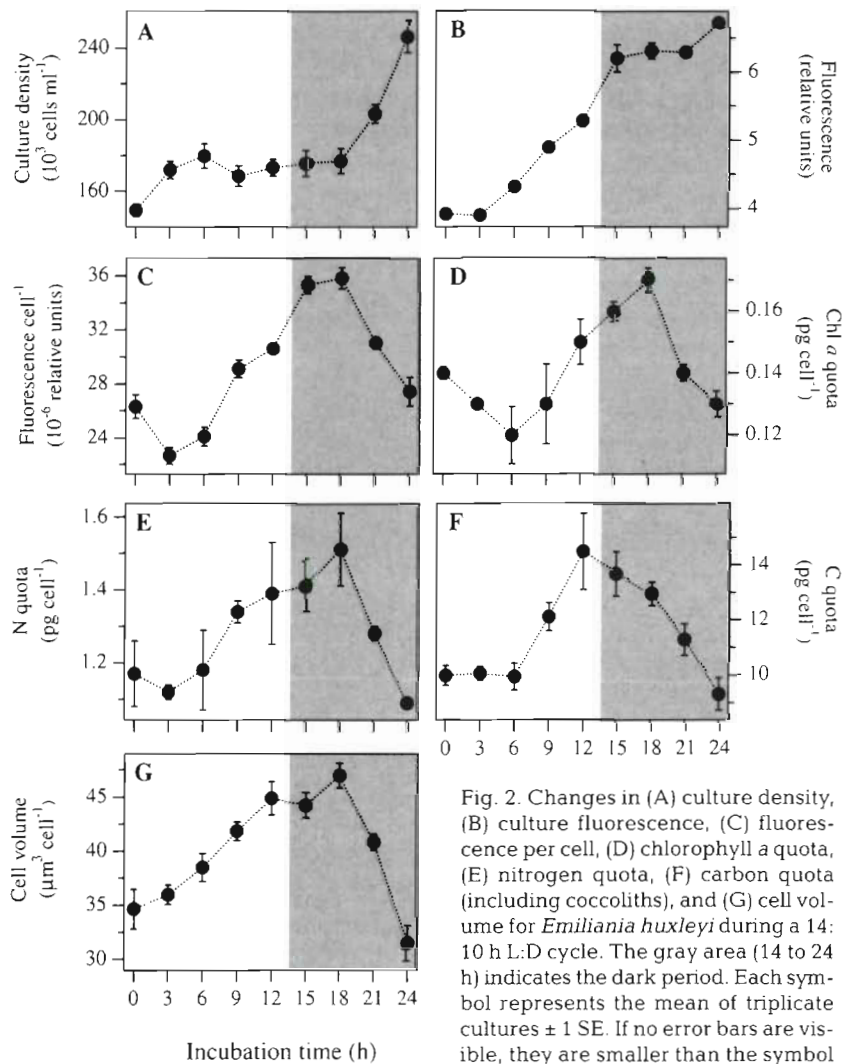 A
B
Culture density
(10³ cells ml⁻¹)
240
200
160
Fluorescence
(relative units)
6
5
4
C
D
Fluorescence cell⁻¹
(10⁻⁶ relative units)
36
32
28
24
Chl a quota
(pg cell⁻¹)
0.16
0.14
0.12
E
F
N quota
(pg cell⁻¹)
1.6
1.4
1.2
C quota
(pg cell⁻¹)
14
12
10
0 3 6 9 12 15 18 21 24
G
Cell volume
(µm³ cell⁻¹)
45
40
35
30
0 3 6 9 12 15 18 21 24
Incubation time (h)
Fig. 2. Changes in (A) culture density,
(B) culture fluorescence, (C) fluores-
cence per cell, (D) chlorophyll a quota,
(E) nitrogen quota, (F) carbon quota
(including coccoliths), and (G) cell vol-
ume for Emiliania huxleyi during a 14:
10 h L:D cycle. The gray area (14 to 24
h) indicates the dark period. Each sym-
bol represents the mean of triplicate
cultures ± 1 SE. If no error bars are vis-
ible, they are smaller than the symbol